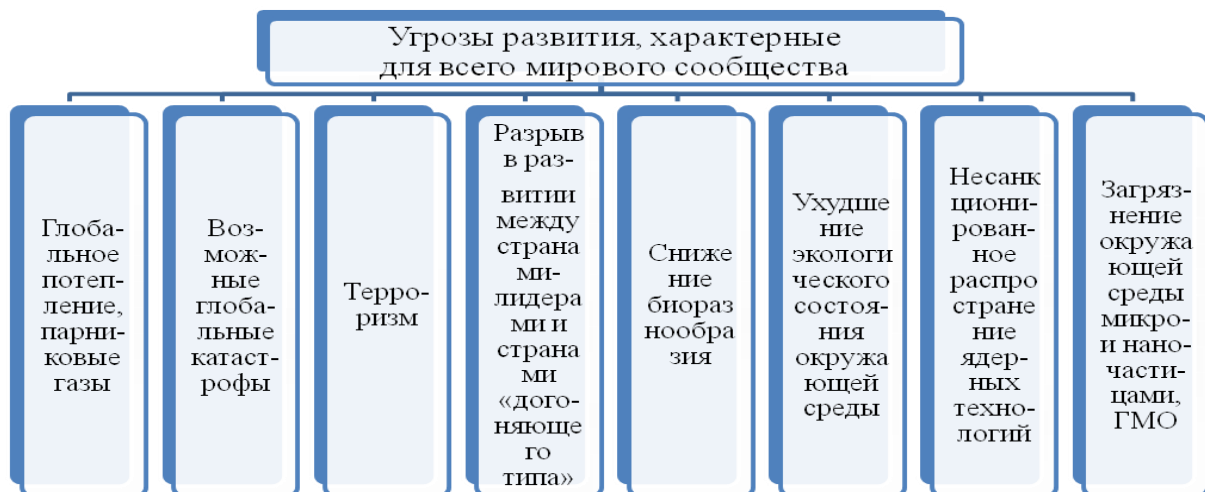 Угрозы развития, характерные
для всего мирового сообщества
Глоба-
льное
потеп-
ление,
парни-
ковые
газы
Воз-
мож-
ные
глоба-
льные
катаст-
рофы
Терро-
ризм
Разрыв
в раз-
витии
между
страна
ми-
лидера
ми и
страна
ми
«дого-
няюще
го
типа»
Сниже
ние
биораз
нообра
зия
Ухудше
ние
экологи
ческого
состоя-
ния
окружа
ющей
среды
Несанк
циони-
рован-
ное
распро
стране
ние
ядер-
ных
техно-
логий
Загряз-
нение
окружа
ющей
среды
микро-
и нано-
части-
цами,
ГМО